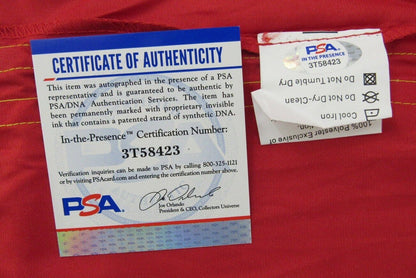 CERTIFICATE OF AUTHENTICITY
This item was autographed in the presence of a PSA
representative and is guaranteed to be authentic by
PSA/DNA Authentication Services. The item has
been permanently marked with proprietary invisible
ink that contains a patented strand of synthetic DNA.
In-the-Presence™ Certification Number:
3T58423
Verification inquiries can be made by calling 800-325-1121
or by visiting PSAcard.com and entering the certification number above.
PSA
Joe Orlando
President & CEO, Collectors Universe
PSA
IN THE PRESENCE
3T58423
Do Not Tumble Dry
Do Not Dry-Clean
Cool Iron
100% Polyester Exclusive of